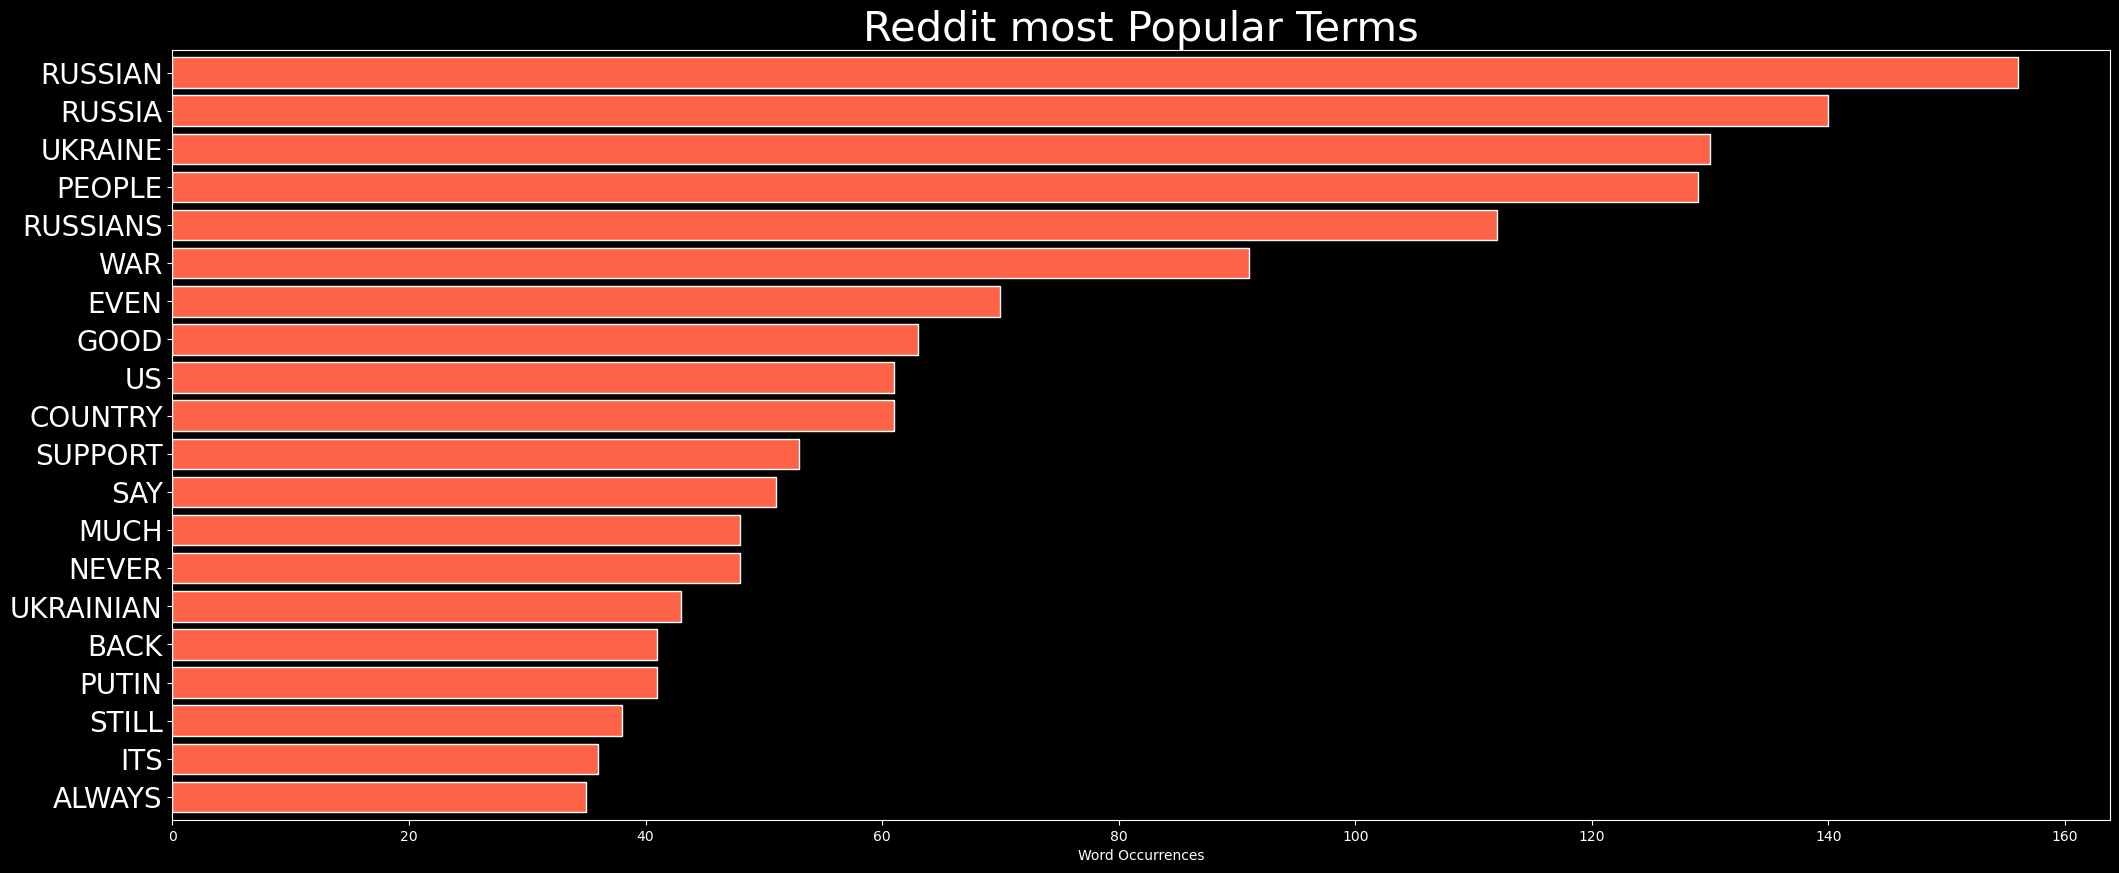 Reddit most Popular Terms
RUSSIAN
RUSSIA
UKRAINE
PEOPLE
RUSSIANS
WAR
EVEN
GOOD
US
COUNTRY
SUPPORT
SAY
MUCH
NEVER
UKRAINIAN
BACK
PUTIN
STILL
ITS
ALWAYS
0 20 40 60 80 100 120 140 160
Word Occurrences